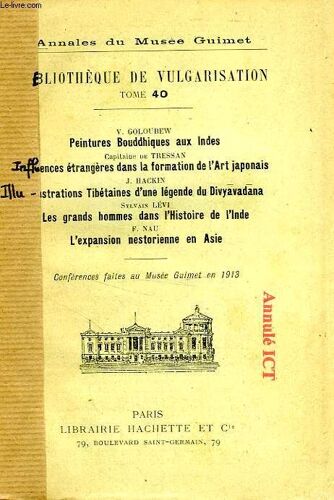 Le-livre.com
Annales du Musée Guimet
BLIOTHÈQUE DE VULGARISATION
TOME 40
V. GOLOUBEW
Peintures Bouddhiques aux Indes
Capitaine de TRESSAN
Influences étrangères dans la formation de l'Art japonais
J. HACKIN
Illu-istrations Tibétaines d'une légende du Divyâvadana
Sylvain LÉVI
Les grands hommes dans l'Histoire de l'Inde
F. NAU
L'expansion nestorienne en Asie
Conférences faites au Musée Guimet en 1913
Annulé ICT
PARIS
LIBRAIRIE HACHETTE ET Cie
79, BOULEVARD SAINT-GERMAIN, 79